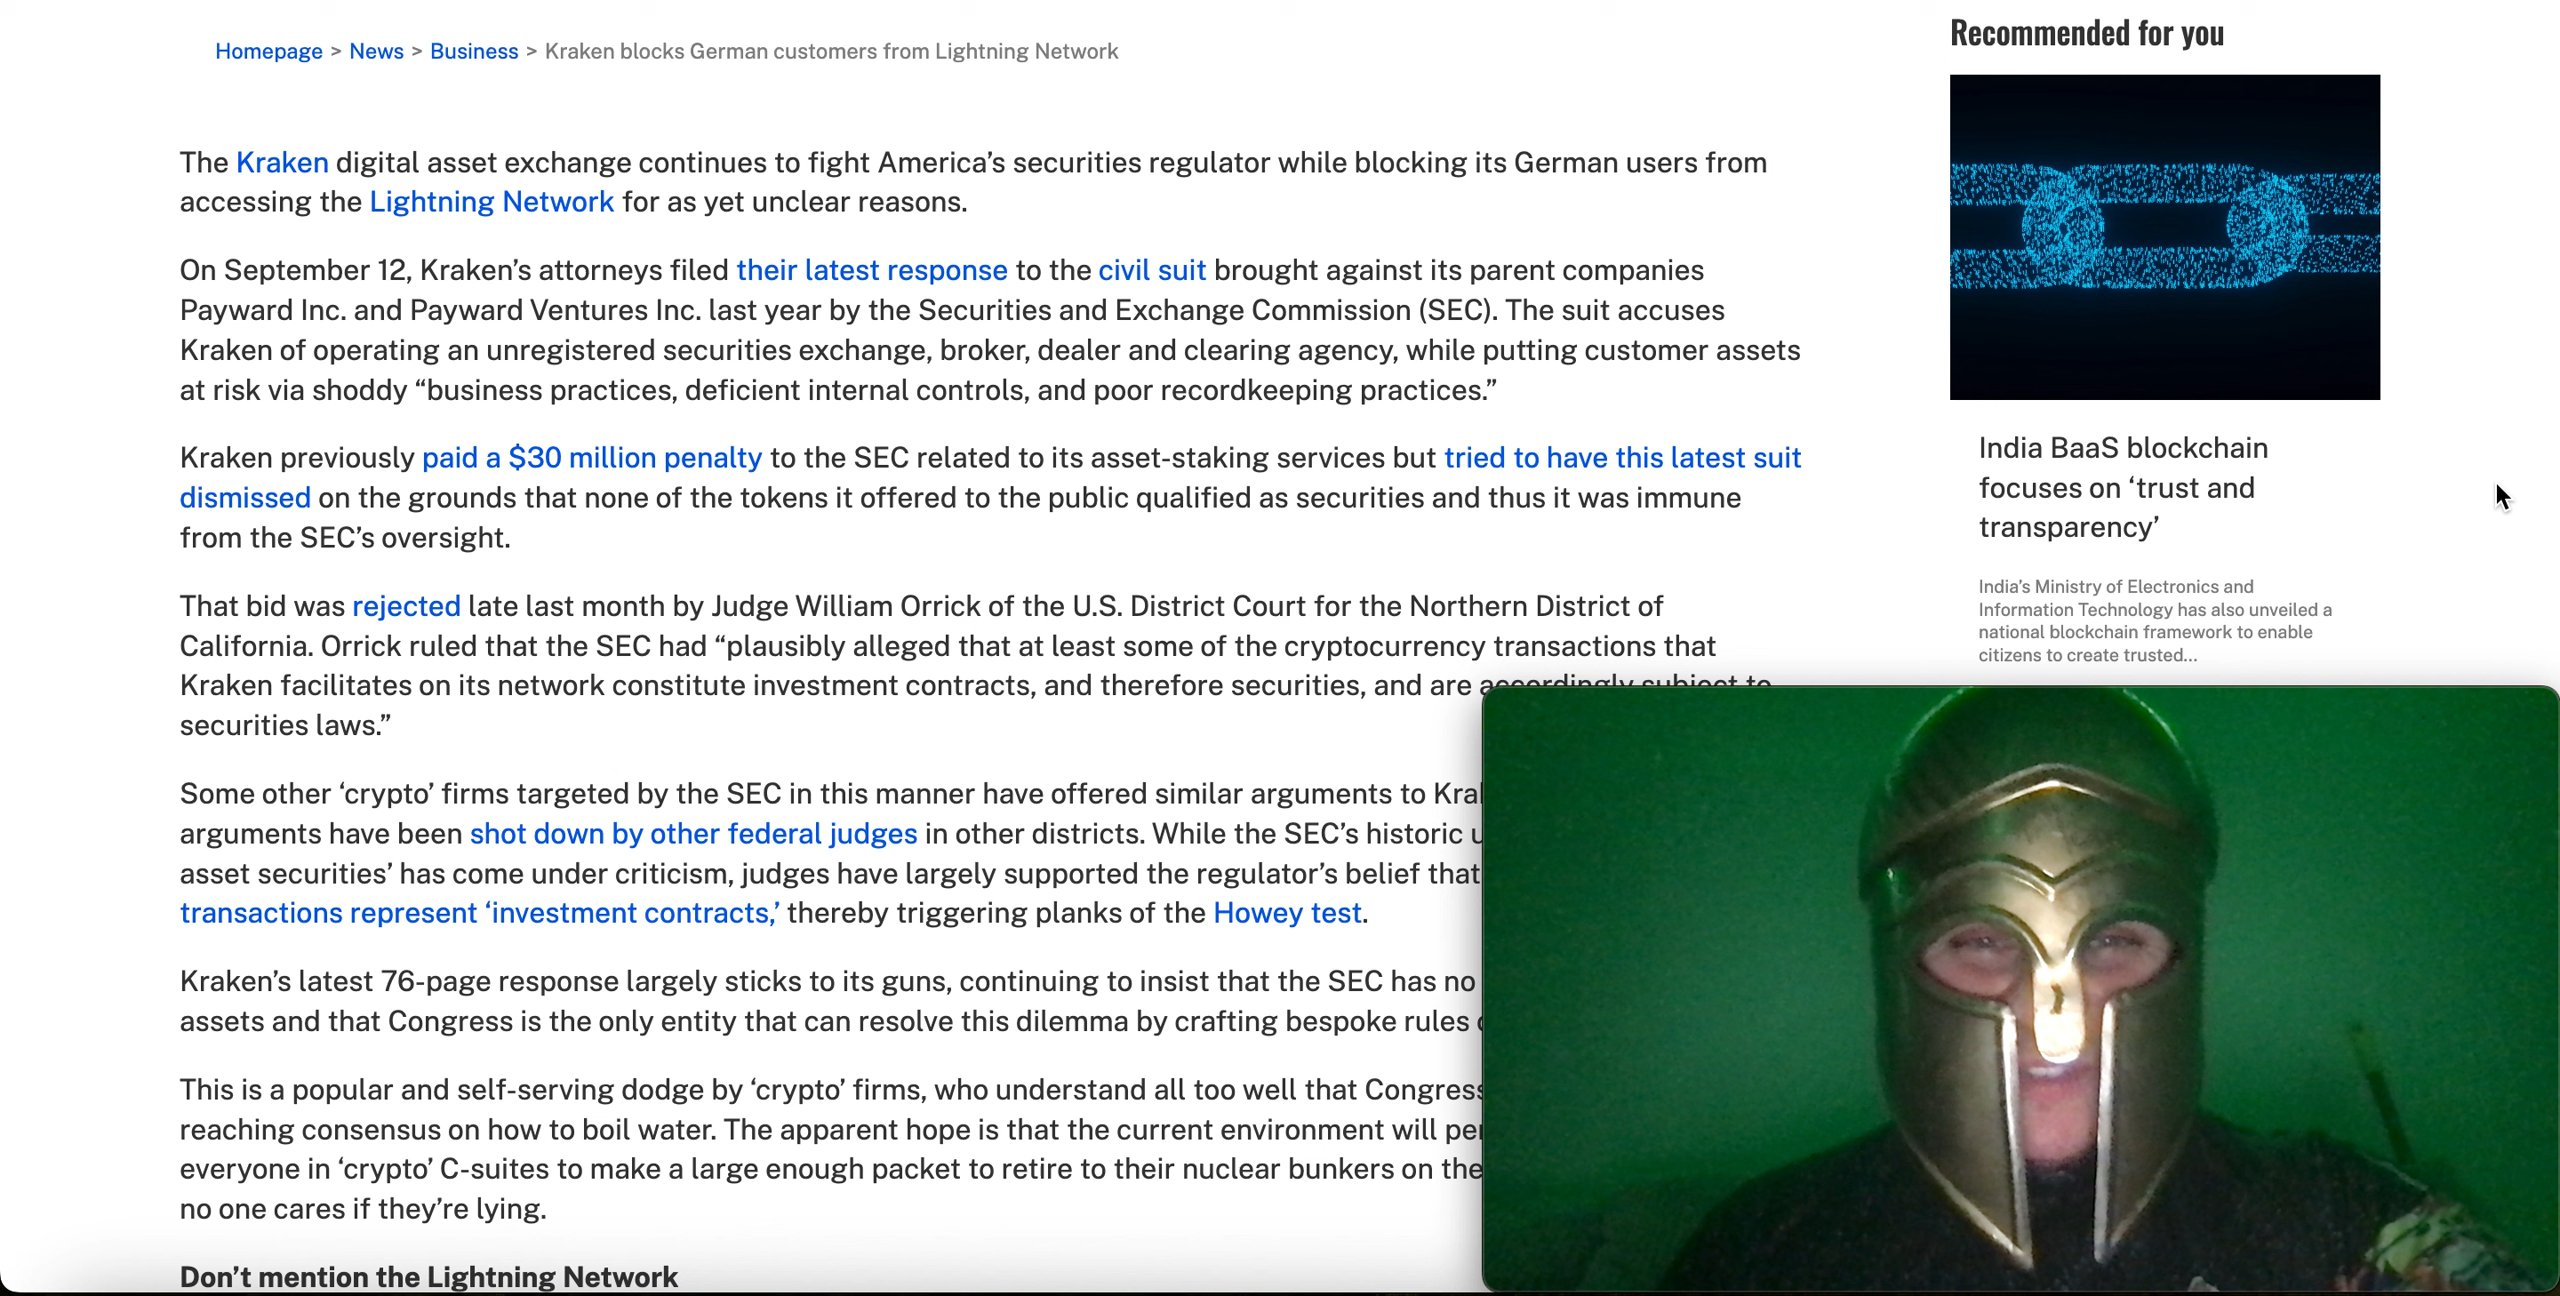 Homepage > News > Business > Kraken blocks German customers from Lightning Network
The Kraken digital asset exchange continues to fight America’s securities regulator while blocking its German users from
accessing the Lightning Network for as yet unclear reasons.
On September 12, Kraken’s attorneys filed their latest response to the civil suit brought against its parent companies
Payward Inc. and Payward Ventures Inc. last year by the Securities and Exchange Commission (SEC). The suit accuses
Kraken of operating an unregistered securities exchange, broker, dealer and clearing agency, while putting customer assets
at risk via shoddy “business practices, deficient internal controls, and poor recordkeeping practices.”
Kraken previously paid a $30 million penalty to the SEC related to its asset-staking services but tried to have this latest suit
dismissed on the grounds that none of the tokens it offered to the public qualified as securities and thus it was immune
from the SEC’s oversight.
That bid was rejected late last month by Judge William Orrick of the U.S. District Court for the Northern District of
California. Orrick ruled that the SEC had “plausibly alleged that at least some of the cryptocurrency transactions that
Kraken facilitates on its network constitute investment contracts, and therefore securities, and are accordingly subject to
securities laws.”
Some other ‘crypto’ firms targeted by the SEC in this manner have offered similar arguments to
arguments have been shot down by other federal judges in other districts. While the SEC’s historic
asset securities’ has come under criticism, judges have largely supported the regulator’s belief that
transactions represent ‘investment contracts,’ thereby triggering planks of the Howey test.
Kraken’s latest 76-page response largely sticks to its guns, continuing to insist that the SEC has no
assets and that Congress is the only entity that can resolve this dilemma by crafting bespoke rules
This is a popular and self-serving dodge by ‘crypto’ firms, who understand all too well that Congress
reaching consensus on how to boil water. The apparent hope is that the current environment will
everyone in ‘crypto’ C-suites to make a large enough packet to retire to their nuclear bunkers on the
no one cares if they’re lying.
Don’t mention the Lightning Network
Recommended for you
India BaaS blockchain
focuses on ‘trust and
transparency’
India’s Ministry of Electronics and
Information Technology has also unveiled a
national blockchain framework to enable
citizens to create trusted...